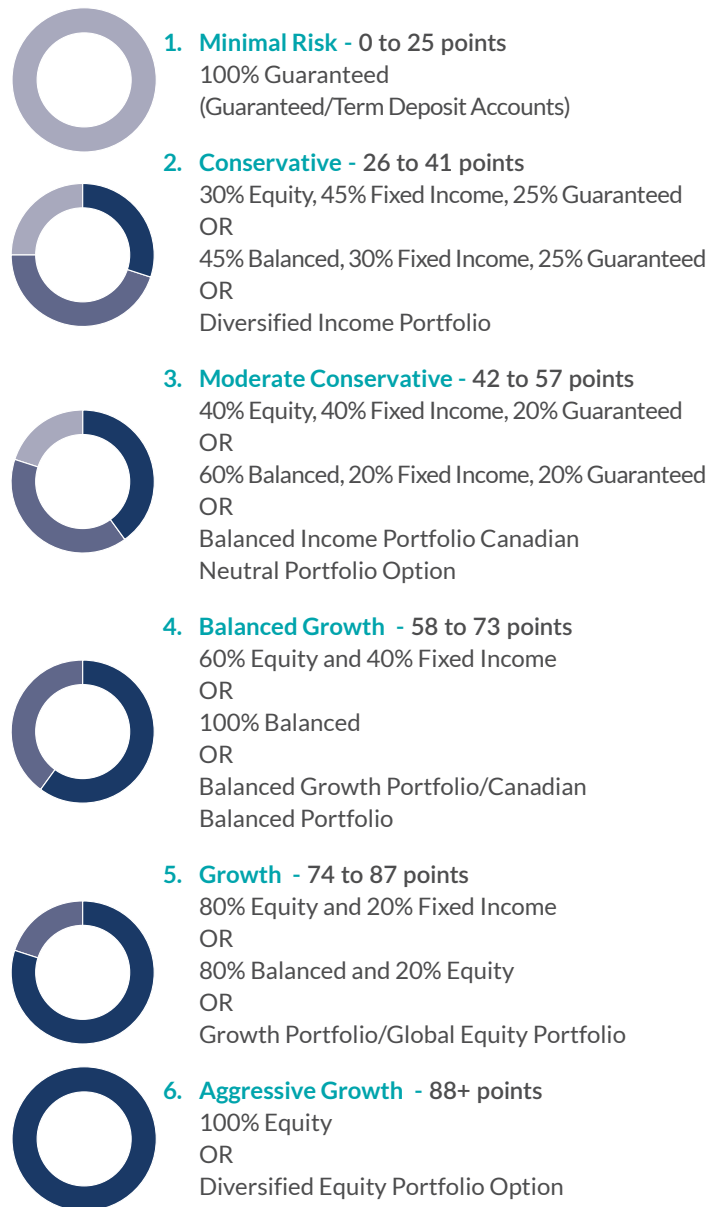 1. Minimal Risk - 0 to 25 points
100% Guaranteed
(Guaranteed/Term Deposit Accounts)
2. Conservative - 26 to 41 points
30% Equity, 45% Fixed Income, 25% Guaranteed
OR
45% Balanced, 30% Fixed Income, 25% Guaranteed
OR
Diversified Income Portfolio
3. Moderate Conservative - 42 to 57 points
40% Equity, 40% Fixed Income, 20% Guaranteed
OR
60% Balanced, 20% Fixed Income, 20% Guaranteed
OR
Balanced Income Portfolio Canadian
Neutral Portfolio Option
4. Balanced Growth - 58 to 73 points
60% Equity and 40% Fixed Income
OR
100% Balanced
OR
Balanced Growth Portfolio/Canadian
Balanced Portfolio
5. Growth - 74 to 87 points
80% Equity and 20% Fixed Income
OR
80% Balanced and 20% Equity
OR
Growth Portfolio/Global Equity Portfolio
6. Aggressive Growth - 88+ points
100% Equity
OR
Diversified Equity Portfolio Option